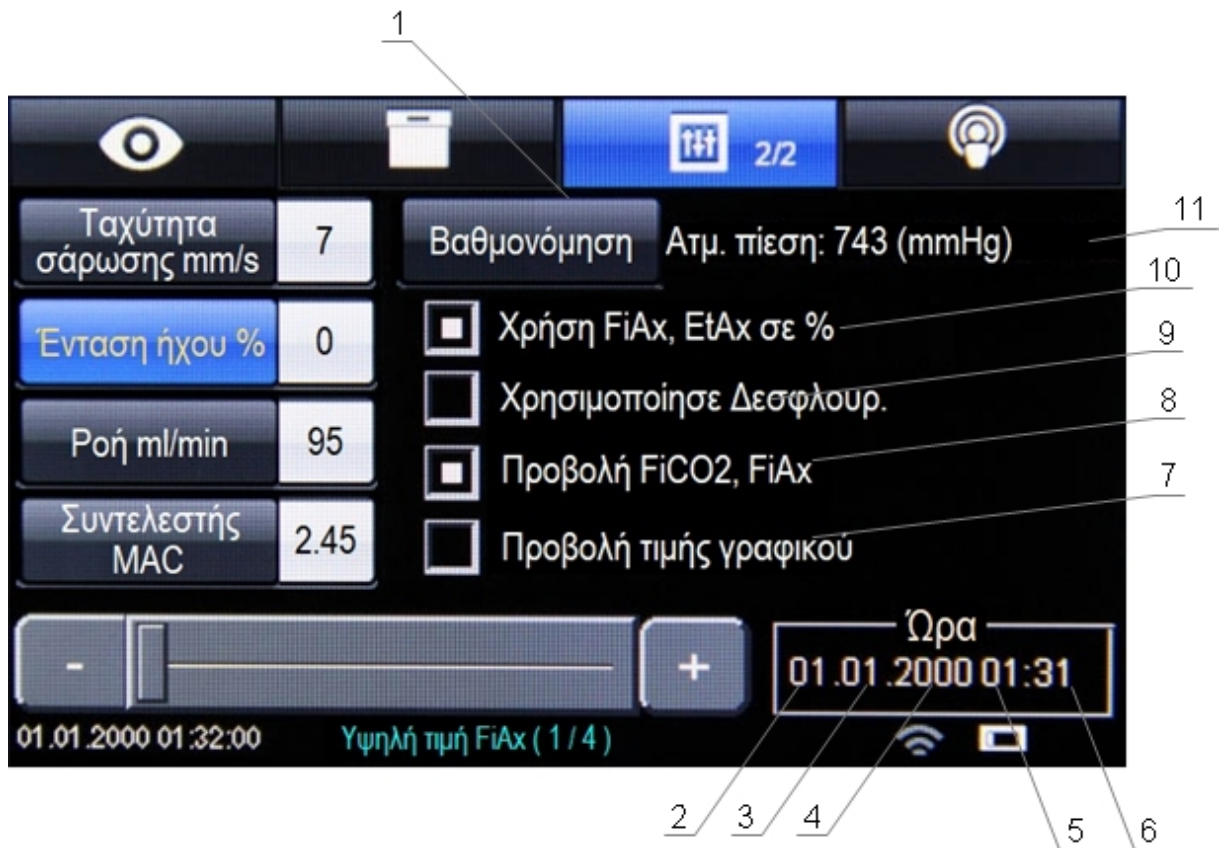 1
2/2
Ταχύτητα
σάρωσης mm/s
7
Βαθμονόμηση
Ατμ. πίεση: 743 (mmHg)
11
Ένταση ήχου %
0
Χρήση FiAx, EtAx σε %
10
Χρησιμοποίησε Δεσφλουρ.
9
Ροή ml/min
95
Προβολή FiCO2, FiAx
8
Συντελεστής
MAC
2.45
Προβολή τιμής γραφικού
7
-
+
Ώρα
01.01.2000 01:31
01.01.2000 01:32:00
Υψηλή τιμή FiAx ( 1 / 4 )
2
3
4
5
6